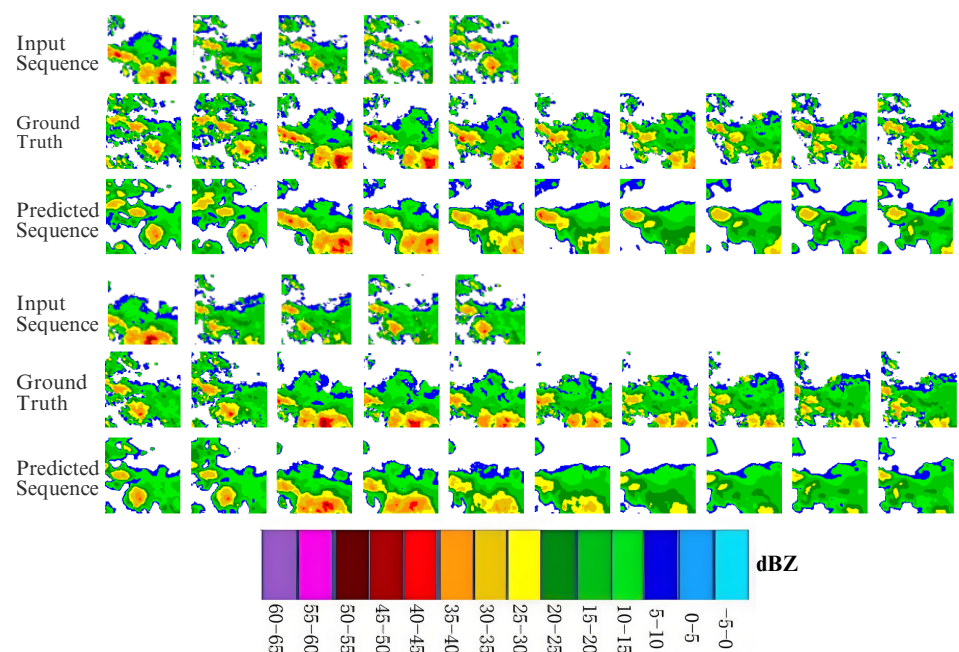 Input
Sequence
Ground
Truth
Predicted
Sequence
Input
Sequence
Ground
Truth
Predicted
Sequence
dBZ
60-65
55-60
50-55
45-50
40-45
35-40
30-35
25-30
20-25
15-20
10-15
5-10
0-5
-5-0